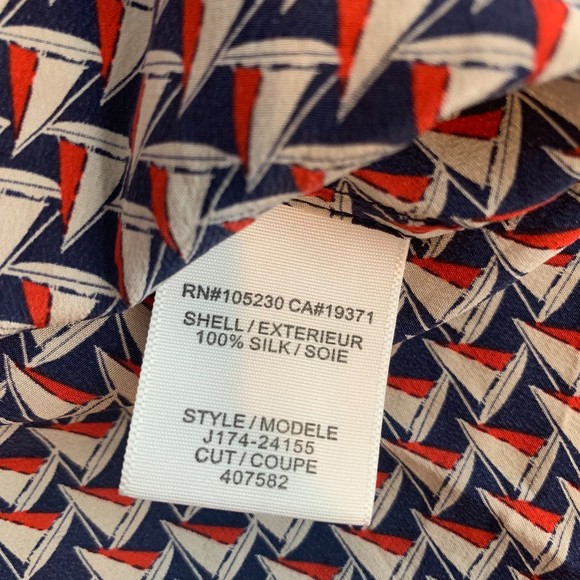 RN#105230 CA#19371
SHELL / EXTERIEUR
100% SILK / SOIE
STYLE / MODELE
J174-24155
CUT / COUPE
407582